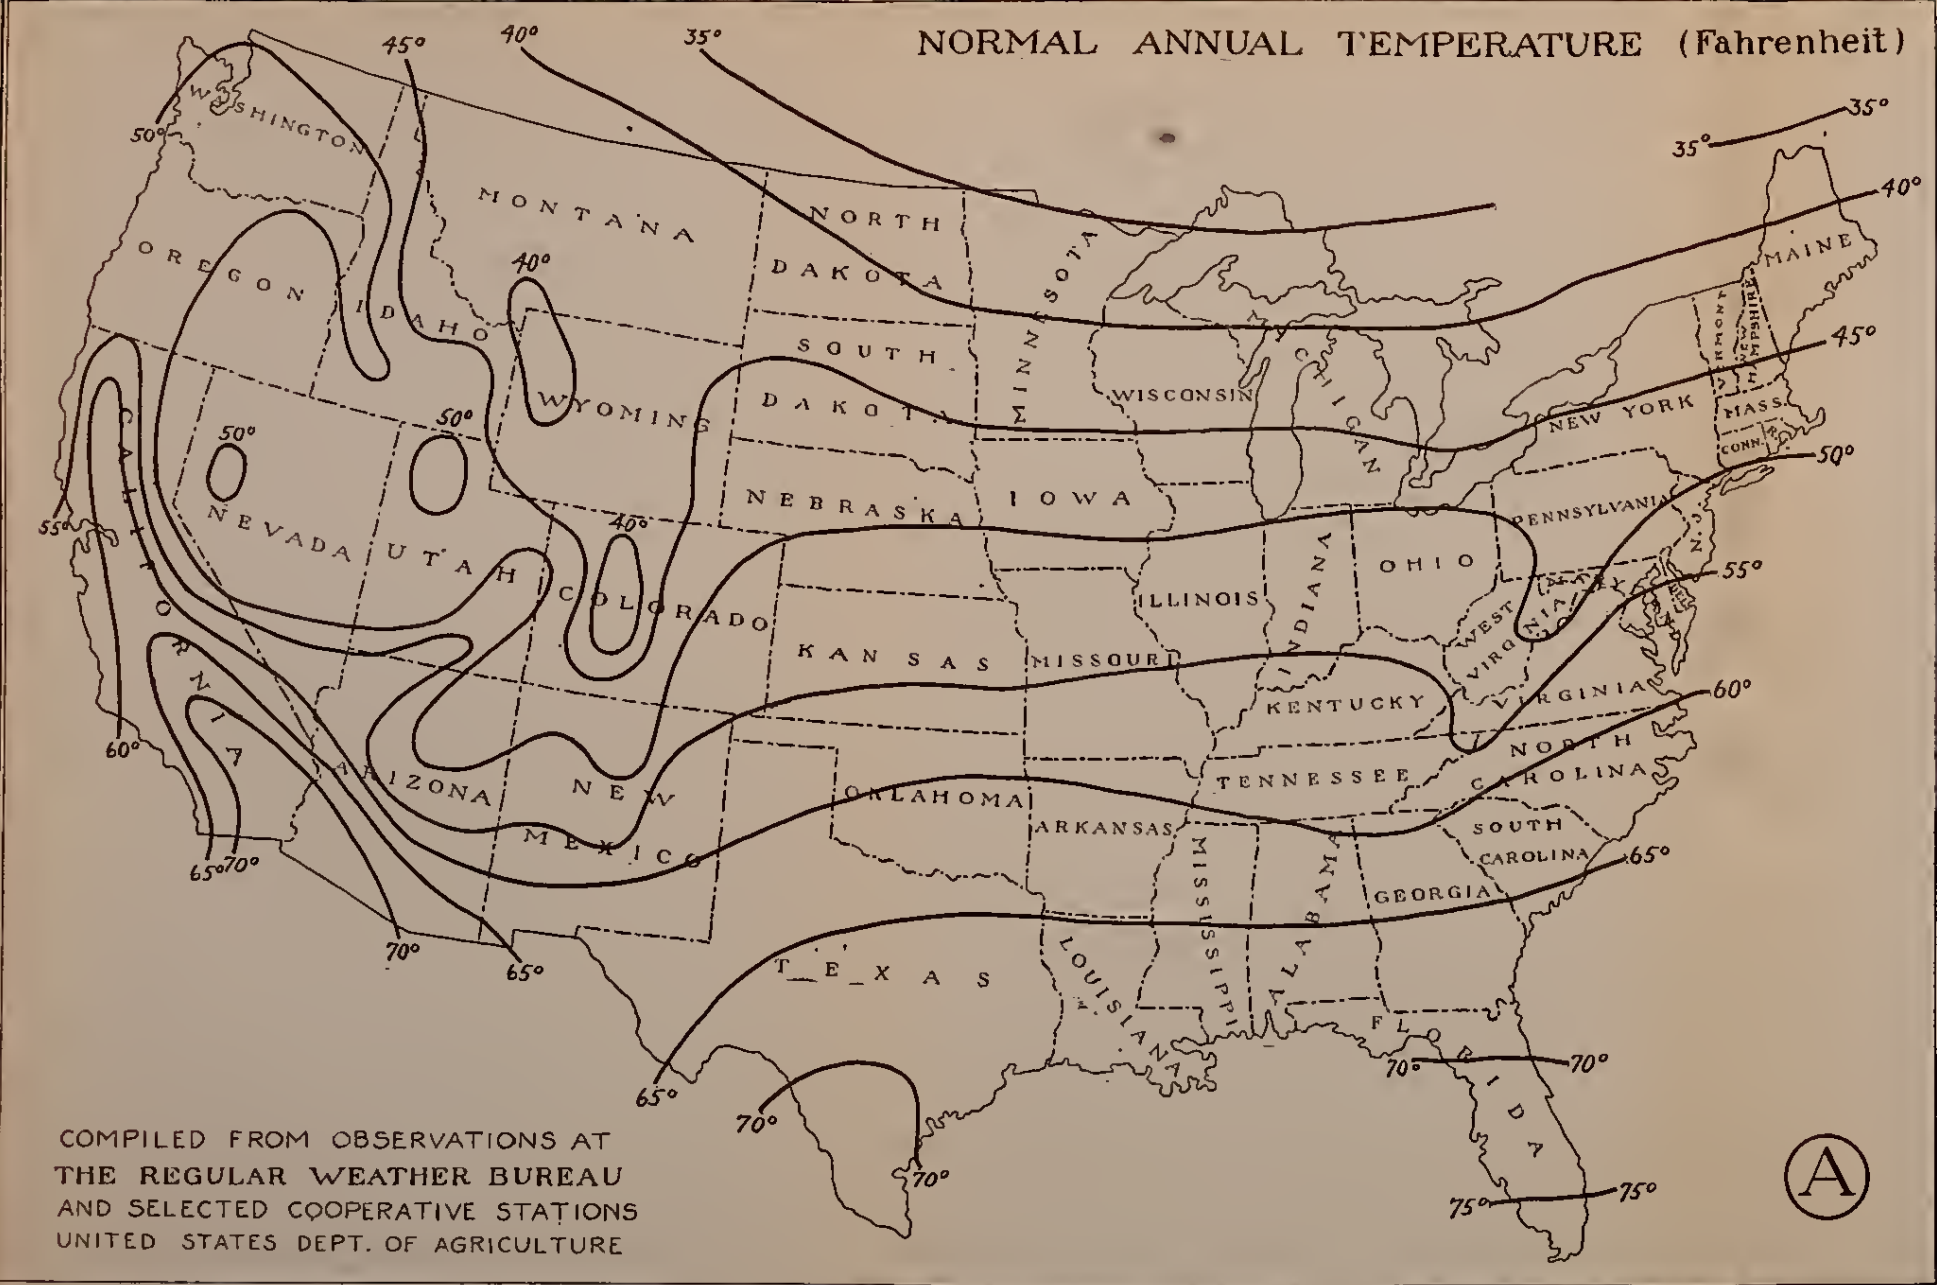 NORMAL ANNUAL TEMPERATURE (Fahrenheit)
45° 40° 35°
35°
35°
50°
40°
WASHINGTON
MONTANA
NORTH
DAKOTA
MINNESOTA
MAINE
OREGON
IDAHO
40°
VERMONT
NEW
HAMPSHIRE
45°
SOUTH
DAKOTA
WYOMING
WISCONSIN
MICHIGAN
NEW YORK
MASS.
CONN.
R.I.
50°
50°
50°
CALIFORNIA
NEVADA
UTAH
55°
40°
NEBRASKA
IOWA
PENNSYLVANIA
N.J.
COLORADO
ILLINOIS
INDIANA
OHIO
MARY
DEL.
55°
WEST
VIRGINIA
KANSAS
MISSOURI
KENTUCKY
VIRGINIA
60°
60°
ARIZONA
NEW
MEXICO
OKLAHOMA
ARKANSAS
TENNESSEE
NORTH
CAROLINA
SOUTH
CAROLINA
65°
65° 70°
MISSISSIPPI
ALABAMA
GEORGIA
70°
65°
TEXAS
LOUISIANA
FLORIDA
70°
70°
65°
70°
70°
75°
75°
COMPILED FROM OBSERVATIONS AT
THE REGULAR WEATHER BUREAU
AND SELECTED COOPERATIVE STATIONS
UNITED STATES DEPT. OF AGRICULTURE
A